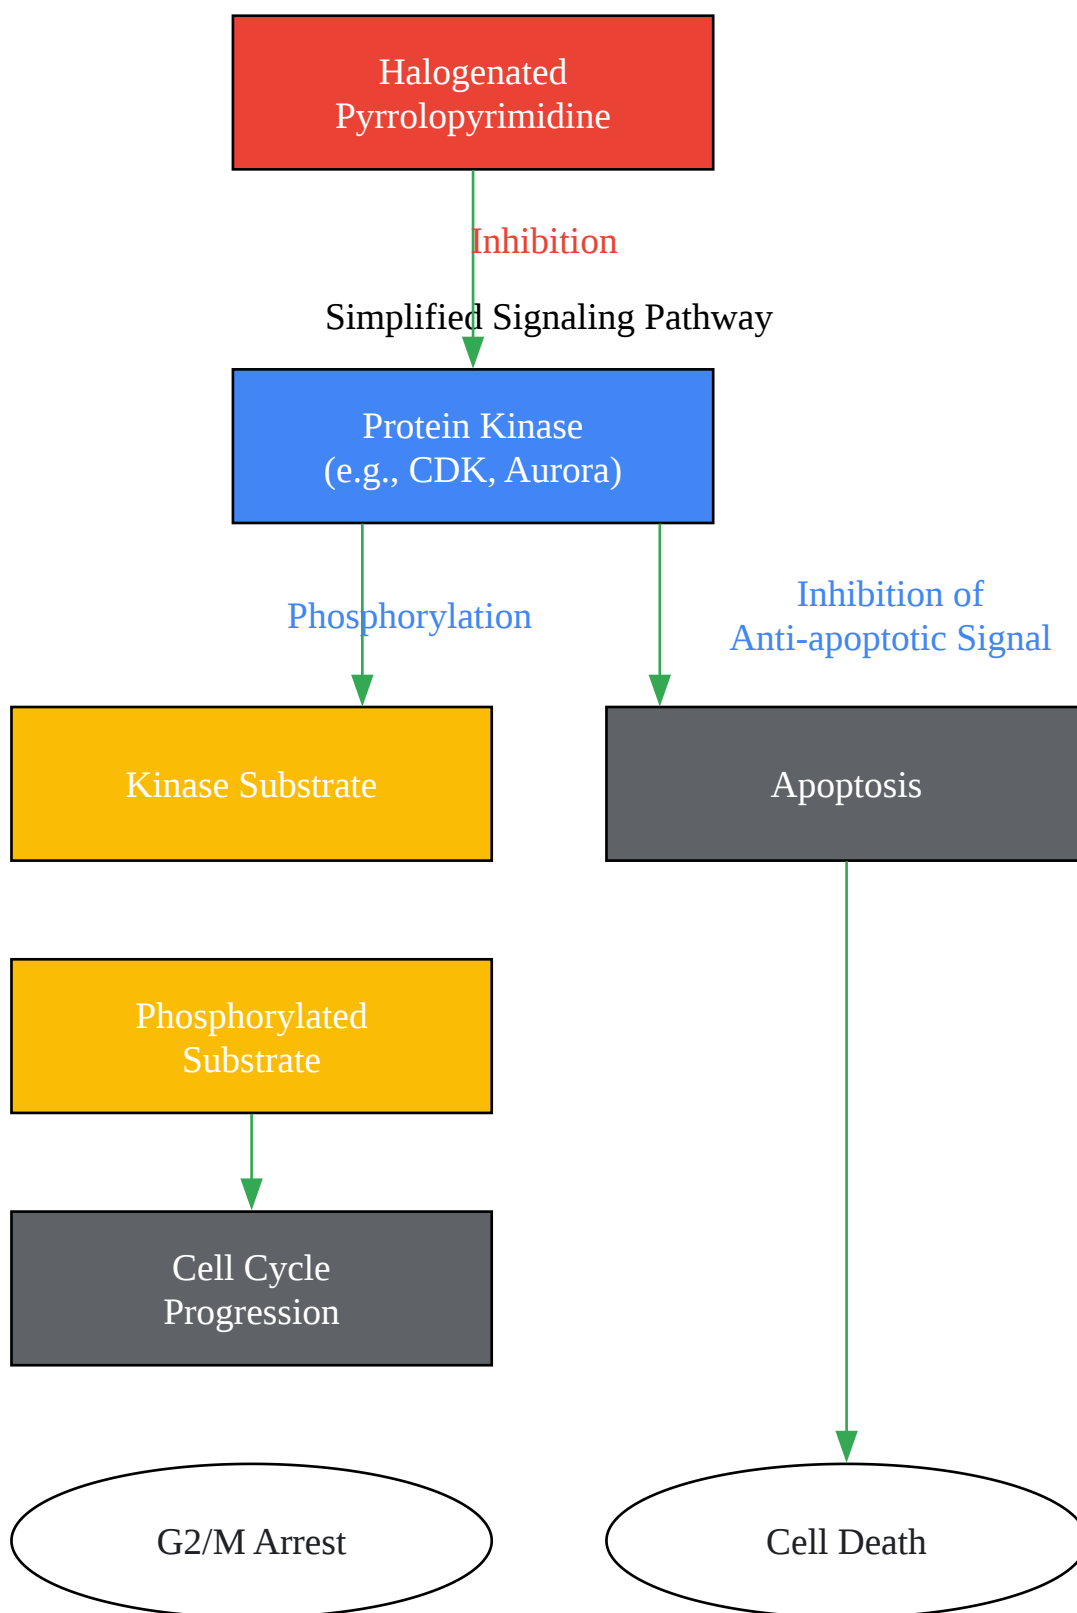 Halogenated
Pyrrolopyrimidine
Inhibition
Simplified Signaling Pathway
Protein Kinase
(e.g., CDK, Aurora)
Phosphorylation
Inhibition of
Anti-apoptotic Signal
Kinase Substrate
Apoptosis
Phosphorylated
Substrate
Cell Cycle
Progression
G2/M Arrest
Cell Death